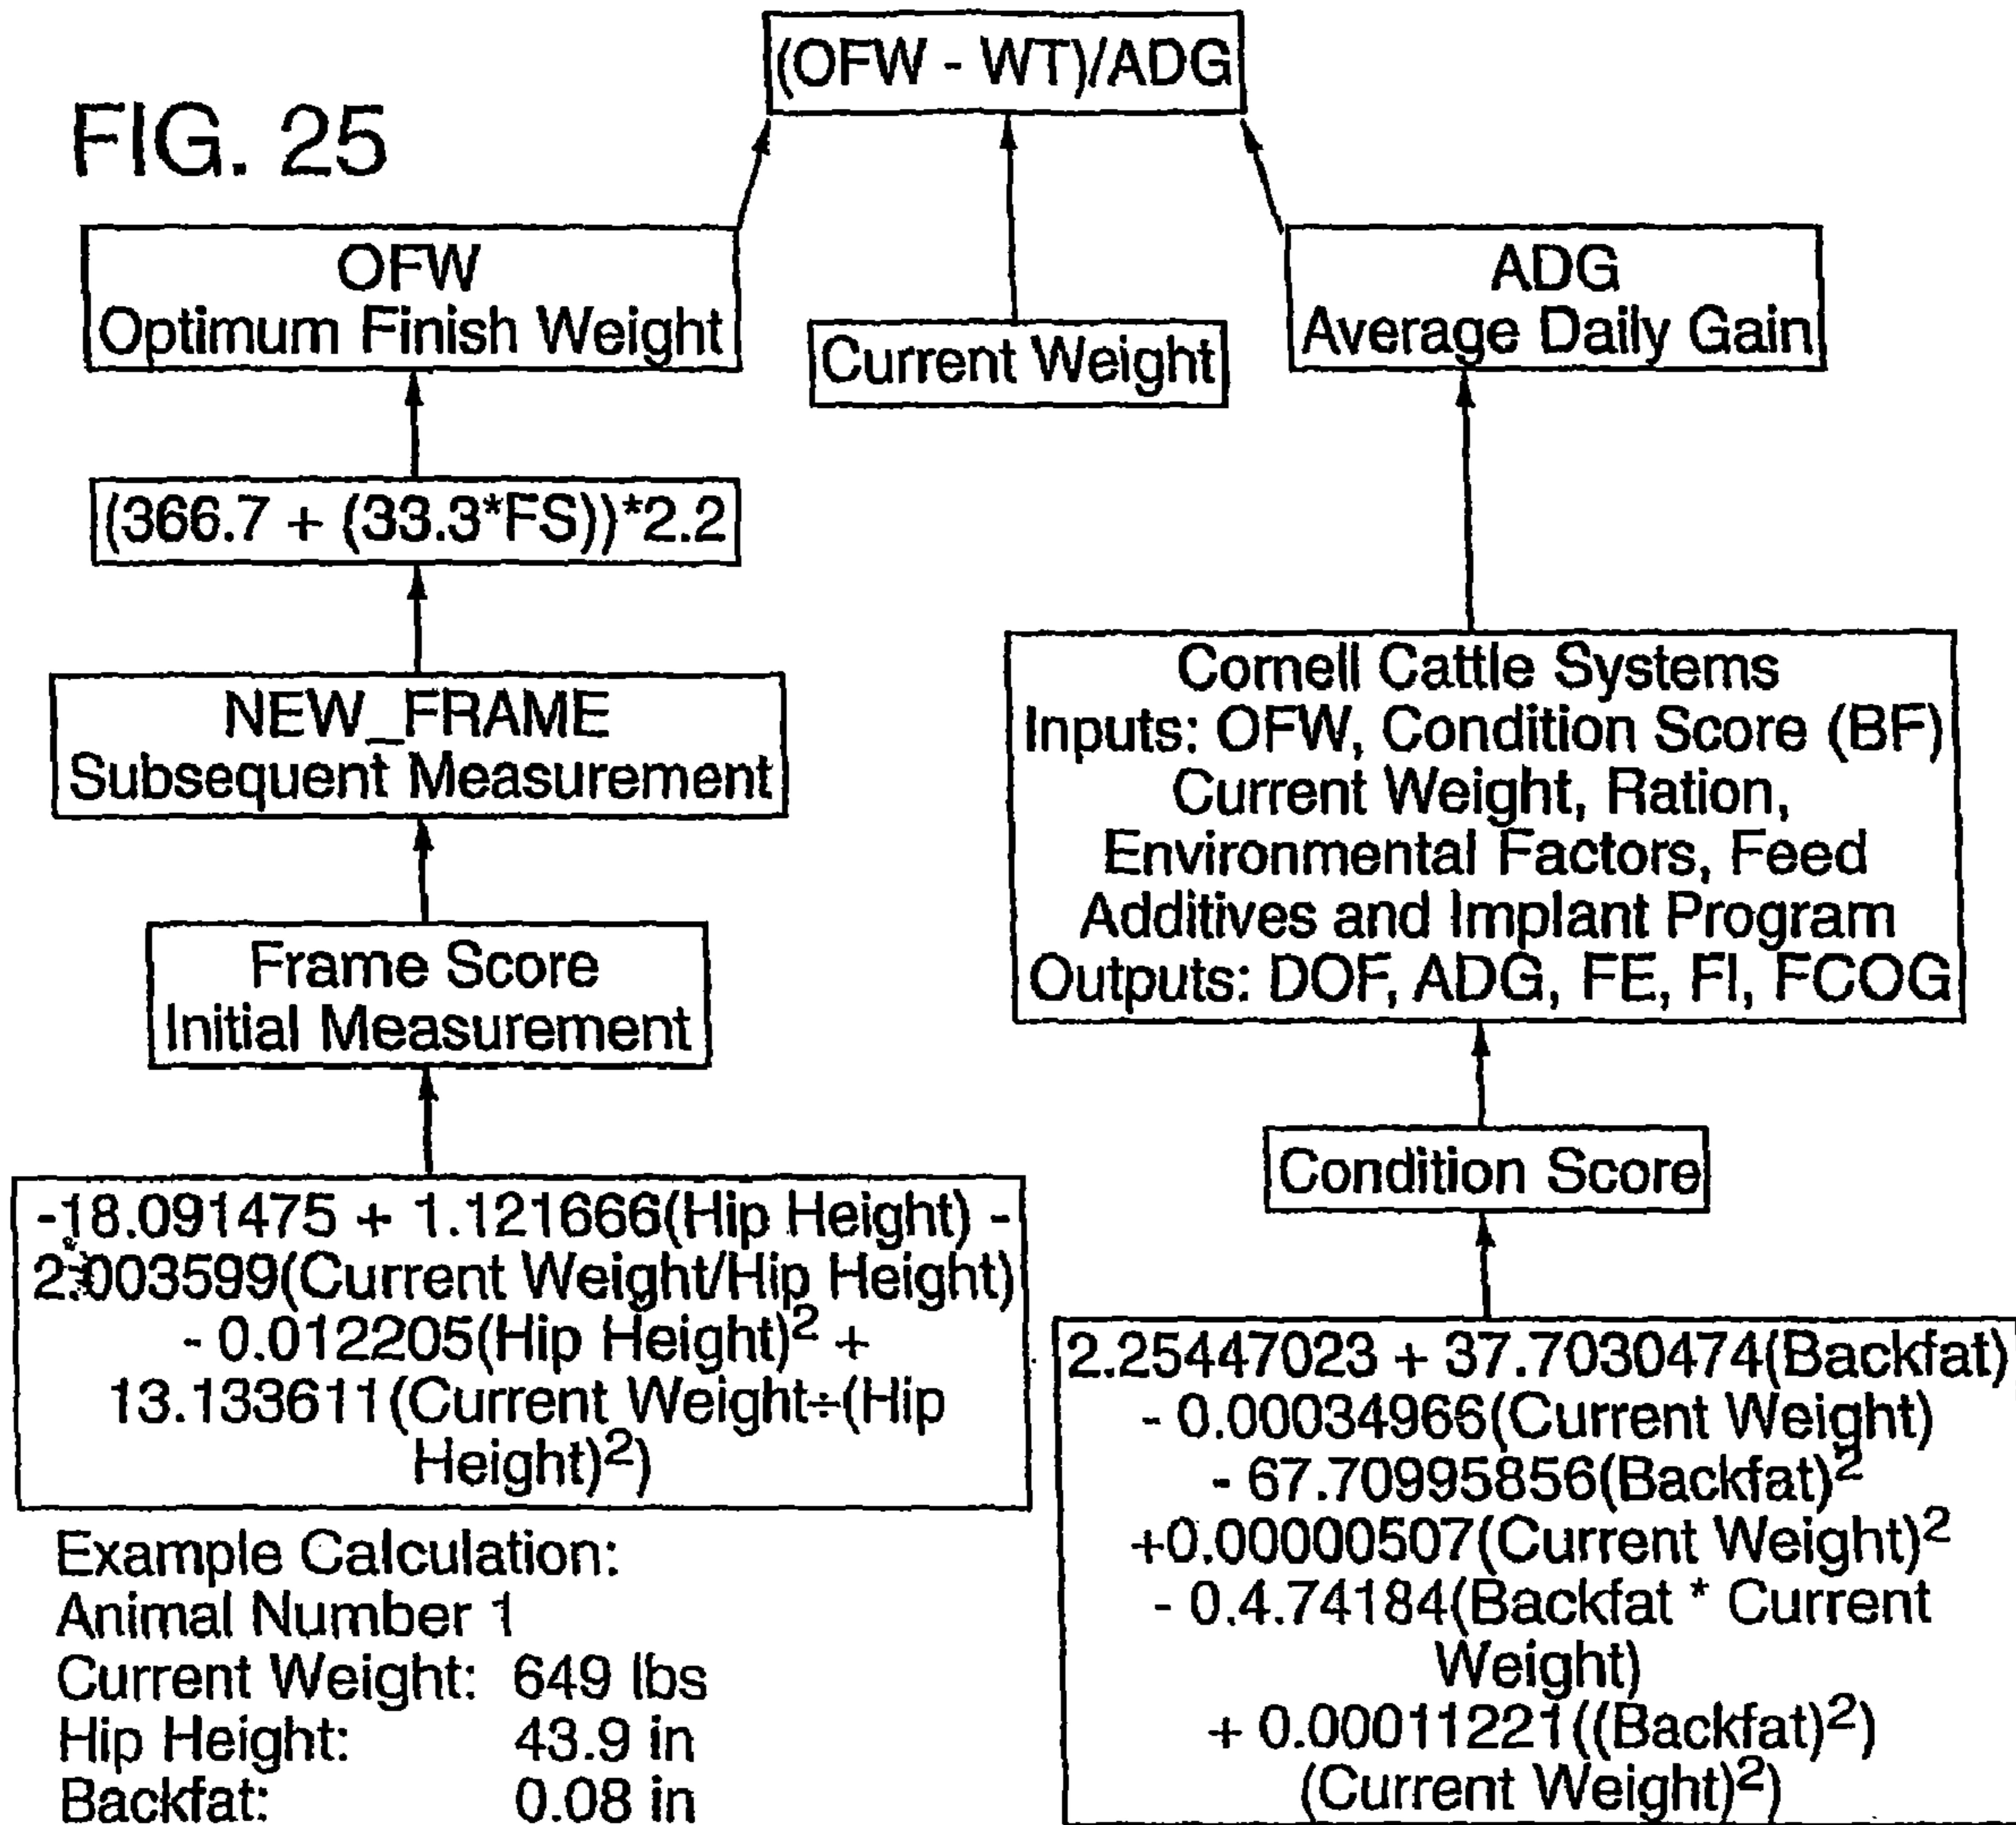 FIG. 25
(OFW - WT)/ADG
OFW
Optimum Finish Weight
Current Weight
ADG
Average Daily Gain
(366.7 + (33.3*FS))*2.2
NEW_FRAME
Subsequent Measurement
Frame Score
Initial Measurement
-18.091475 + 1.121666(Hip Height) -
2.003599(Current Weight/Hip Height)
- 0.012205(Hip Height)² +
13.133611(Current Weight÷(Hip
Height)²)
Cornell Cattle Systems
Inputs: OFW, Condition Score (BF)
Current Weight, Ration,
Environmental Factors, Feed
Additives and Implant Program
Outputs: DOF, ADG, FE, FI, FCOG
Condition Score
2.25447023 + 37.7030474(Backfat)
- 0.00034966(Current Weight)
- 67.70995856(Backfat)²
+0.00000507(Current Weight)²
- 0.4.74184(Backfat * Current
Weight)
+ 0.00011221((Backfat)²)
(Current Weight)²)
Example Calculation:
Animal Number 1
Current Weight: 649 lbs
Hip Height: 43.9 in
Backfat: 0.08 in